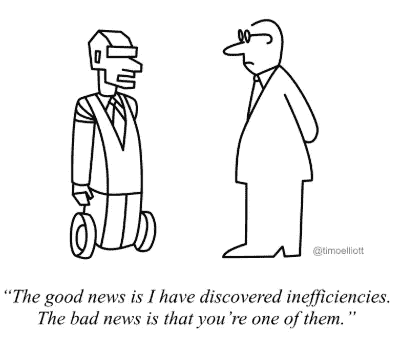 @timoelliott
“The good news is I have discovered inefficiencies.
The bad news is that you’re one of them.”